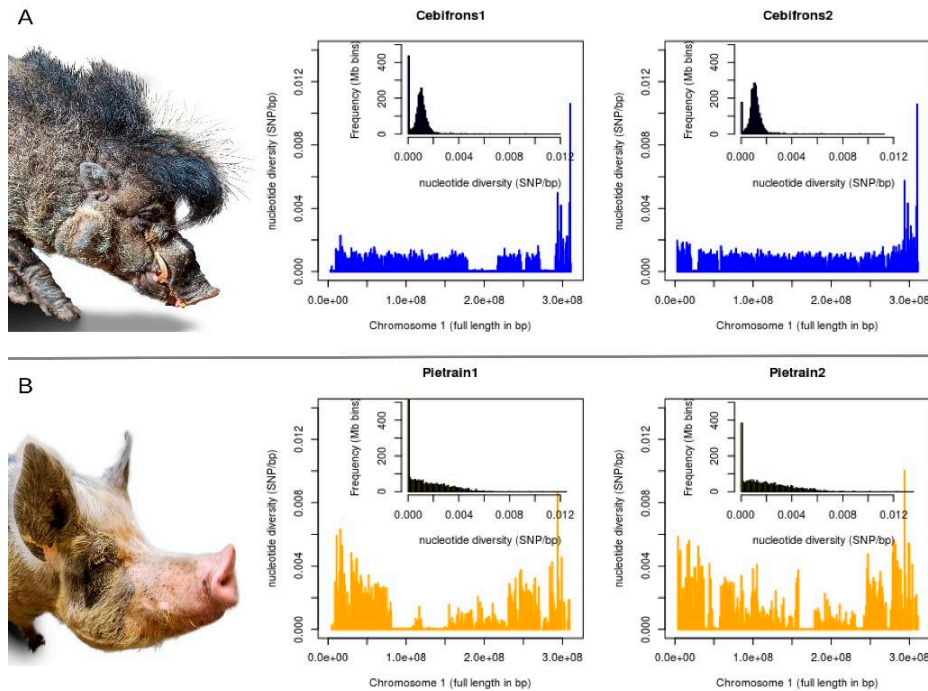 A
Cebifrons1
nucleotide diversity (SNP/bp)
0.000 0.004 0.008 0.012
Frequency (Mb bins)
0 200 400
0.000 0.004 0.008 0.012
nucleotide diversity (SNP/bp)
0.0e+00 1.0e+08 2.0e+08 3.0e+08
Chromosome 1 (full length in bp)
Cebifrons2
nucleotide diversity (SNP/bp)
0.000 0.004 0.008 0.012
Frequency (Mb bins)
0 200 400
0.000 0.004 0.008 0.012
nucleotide diversity (SNP/bp)
0.0e+00 1.0e+08 2.0e+08 3.0e+08
Chromosome 1 (full length in bp)
B
Pietrain1
nucleotide diversity (SNP/bp)
0.000 0.004 0.008 0.012
Frequency (Mb bins)
0 200 400
0.000 0.004 0.008 0.012
nucleotide diversity (SNP/bp)
0.0e+00 1.0e+08 2.0e+08 3.0e+08
Chromosome 1 (full length in bp)
Pietrain2
nucleotide diversity (SNP/bp)
0.000 0.004 0.008 0.012
Frequency (Mb bins)
0 200 400
0.000 0.004 0.008 0.012
nucleotide diversity (SNP/bp)
0.0e+00 1.0e+08 2.0e+08 3.0e+08
Chromosome 1 (full length in bp)